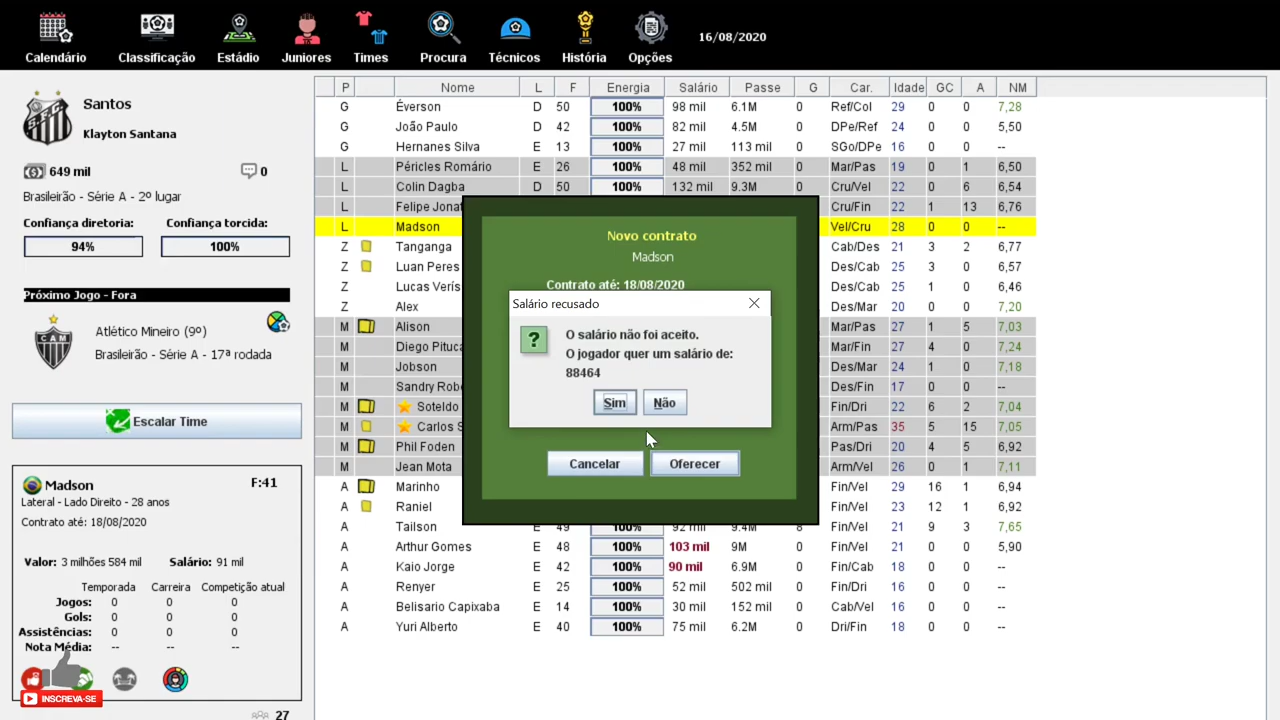 Calendário Classificação Estádio Juniores Times Procura Técnicos História Opções 16/08/2020
Santos
Klayton Santana
649 mil 0
Brasileirão - Série A - 2º lugar
Confiança diretoria: Confiança torcida:
94% 100%
Próximo Jogo - Fora
CAM
Atlético Mineiro (9º)
Brasileirão - Série A - 17ª rodada
Escalar Time
Madson F:41
Lateral - Lado Direito - 28 anos
Contrato até: 18/08/2020
Valor: 3 milhões 584 mil Salário: 91 mil
Temporada Carreira Competição atual
Jogos: 0 0 0
Gols: 0 0 0
Assistências: 0 0 0
Nota Média: -- -- --
INSCREVA-SE
27
P Nome L F Energia Salário Passe G Car. Idade GC A NM
G Éverson D 50 100% 98 mil 6.1M 0 Ref/Col 29 0 0 7,28
G João Paulo D 42 100% 82 mil 4.5M 0 DPe/Ref 24 0 0 5,50
G Hernanes Silva E 13 100% 27 mil 113 mil 0 SGo/DPe 16 0 0 --
L Péricles Romário E 26 100% 48 mil 352 mil 0 Mar/Pas 19 0 1 6,50
L Colin Dagba D 50 100% 132 mil 9.3M 0 Cru/Vel 22 0 6 6,54
L Felipe Jonat Cru/Fin 22 1 13 6,76
L Madson Vel/Cru 28 0 0 --
Z Tanganga Cab/Des 21 3 2 6,77
Z Luan Peres Des/Cab 25 3 0 6,57
Z Lucas Verís Des/Cab 25 1 0 6,46
Z Alex Des/Mar 20 0 0 7,20
M Alison Mar/Pas 27 1 5 7,03
M Diego Pituca Mar/Fin 27 4 0 7,24
M Jobson Des/Mar 24 1 1 7,18
M Sandry Robe Des/Fin 17 0 0 --
M Soteldo Fin/Dri 22 6 2 7,04
M Carlos S Arm/Pas 35 5 15 7,05
M Phil Foden Pas/Dri 20 4 5 6,92
M Jean Mota Arm/Vel 26 0 1 7,11
A Marinho Fin/Vel 29 16 1 6,94
A Raniel Fin/Vel 23 12 1 6,92
A Tailson E 49 100% 92 mil 9.4M 8 Fin/Vel 21 9 3 7,65
A Arthur Gomes E 48 100% 103 mil 9M 0 Fin/Vel 21 0 0 5,90
A Kaio Jorge E 42 100% 90 mil 6.9M 0 Fin/Cab 18 0 0 --
A Renyer E 25 100% 52 mil 502 mil 0 Fin/Dri 16 0 0 --
A Belisario Capixaba E 14 100% 30 mil 152 mil 0 Cab/Vel 16 0 0 --
A Yuri Alberto E 40 100% 75 mil 6.2M 0 Dri/Fin 18 0 0 --
Novo contrato
Madson
Contrato até: 18/08/2020
Salário recusado
O salário não foi aceito.
O jogador quer um salário de:
88464
Sim Não
Cancelar Oferecer